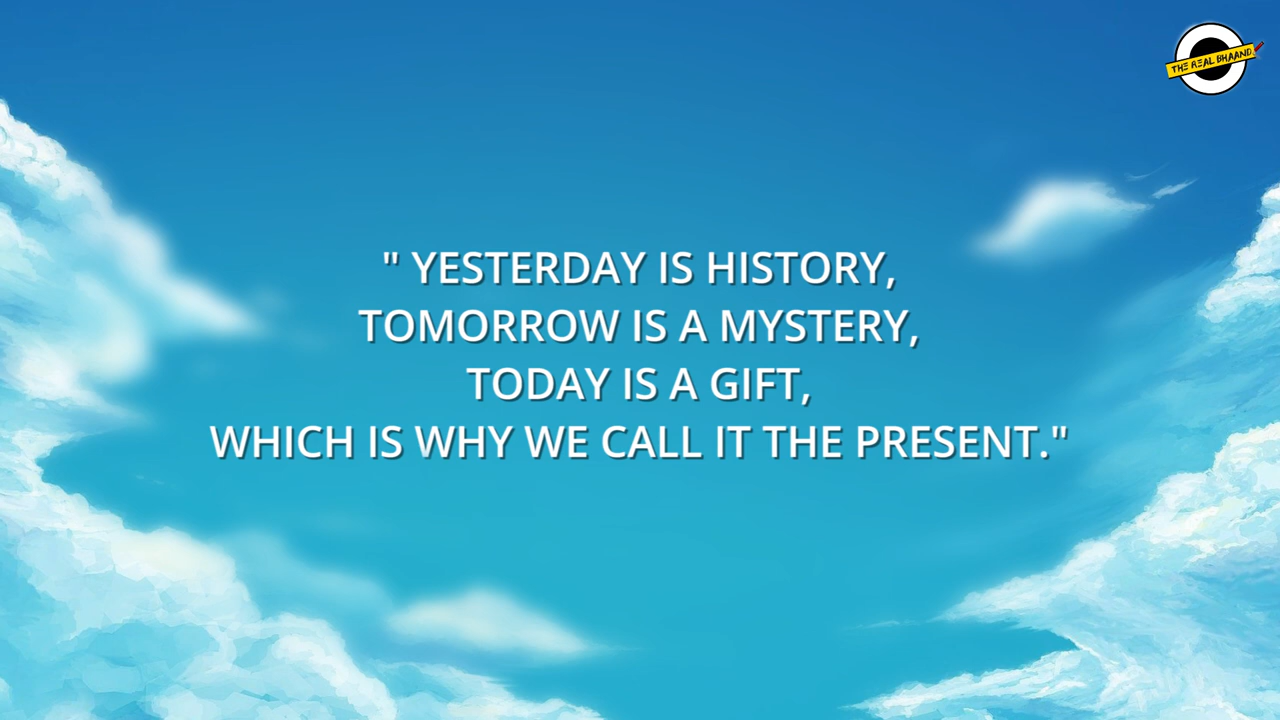 THE REAL BHAAND
" YESTERDAY IS HISTORY,
TOMORROW IS A MYSTERY,
TODAY IS A GIFT,
WHICH IS WHY WE CALL IT THE PRESENT."